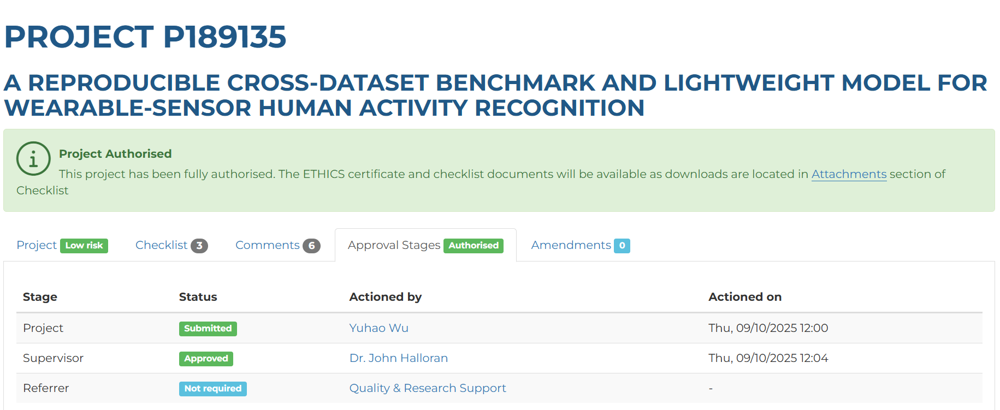 PROJECT P189135
A REPRODUCIBLE CROSS-DATASET BENCHMARK AND LIGHTWEIGHT MODEL FOR
WEARABLE-SENSOR HUMAN ACTIVITY RECOGNITION
i Project Authorised
This project has been fully authorised. The ETHICS certificate and checklist documents will be available as downloads are located in Attachments section of
Checklist
Project Low risk Checklist 3 Comments 6 Approval Stages Authorised Amendments 0
Stage Status Actioned by Actioned on
Project Submitted Yuhao Wu Thu, 09/10/2025 12:00
Supervisor Approved Dr. John Halloran Thu, 09/10/2025 12:04
Referrer Not required Quality & Research Support -